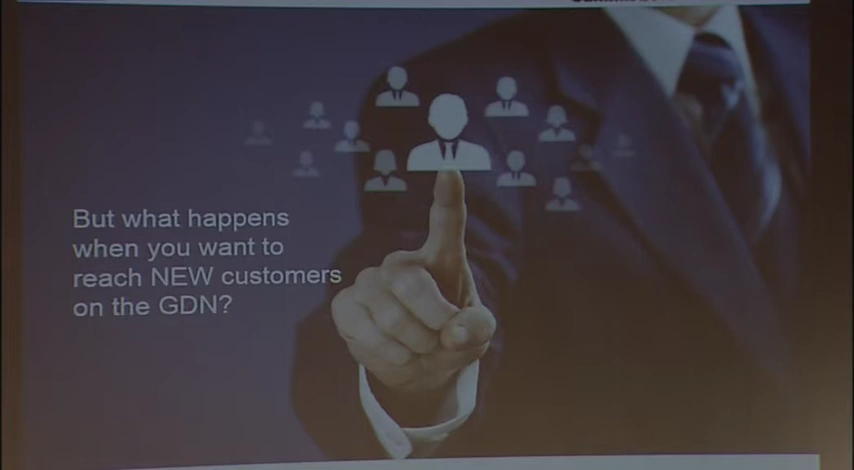 But what happens
when you want to
reach NEW customers
on the GDN?